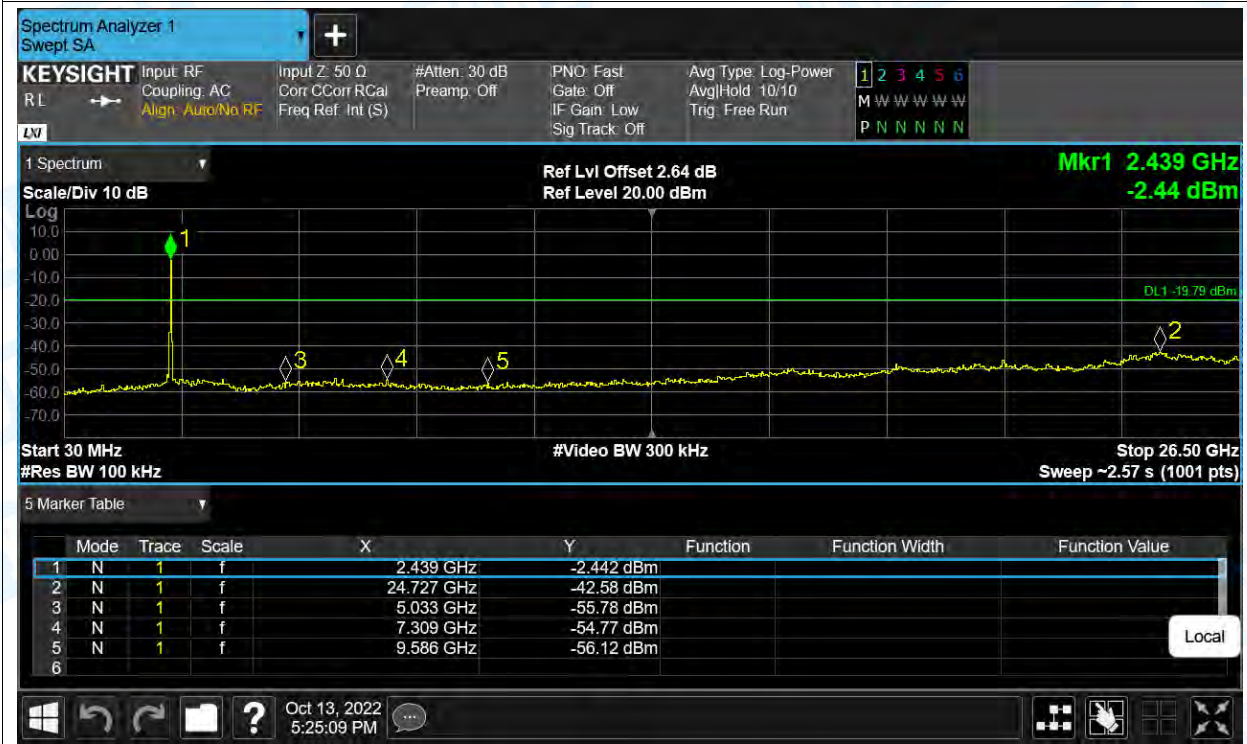 Spectrum Analyzer 1
Swept SA
+
KEYSIGHT Input: RF Input Z: 50 Ω #Atten: 30 dB PNO: Fast Avg Type: Log-Power 1 2 3 4 5 6
RL Coupling: AC Corr CCorr RCal Preamp: Off Gate: Off Avg|Hold: 10/10 M W W W W W
Align: Auto/No RF Freq Ref: Int (S) IF Gain: Low Trig: Free Run
LXI Sig Track: Off P N N N N N
1 Spectrum Ref Lvl Offset 2.64 dB Mkr1 2.439 GHz
Scale/Div 10 dB Ref Level 20.00 dBm -2.44 dBm
Log
10.0
1
0.00
-10.0
DL1 -19.79 dBm
-20.0
-30.0
2
-40.0
3 4 5
-50.0
-60.0
-70.0
Start 30 MHz #Video BW 300 kHz Stop 26.50 GHz
#Res BW 100 kHz Sweep ~2.57 s (1001 pts)
5 Marker Table
Mode Trace Scale X Y Function Function Width Function Value
1 N 1 f 2.439 GHz -2.442 dBm
2 N 1 f 24.727 GHz -42.58 dBm
3 N 1 f 5.033 GHz -55.78 dBm
4 N 1 f 7.309 GHz -54.77 dBm
5 N 1 f 9.586 GHz -56.12 dBm
6
Local
? Oct 13, 2022
5:25:09 PM